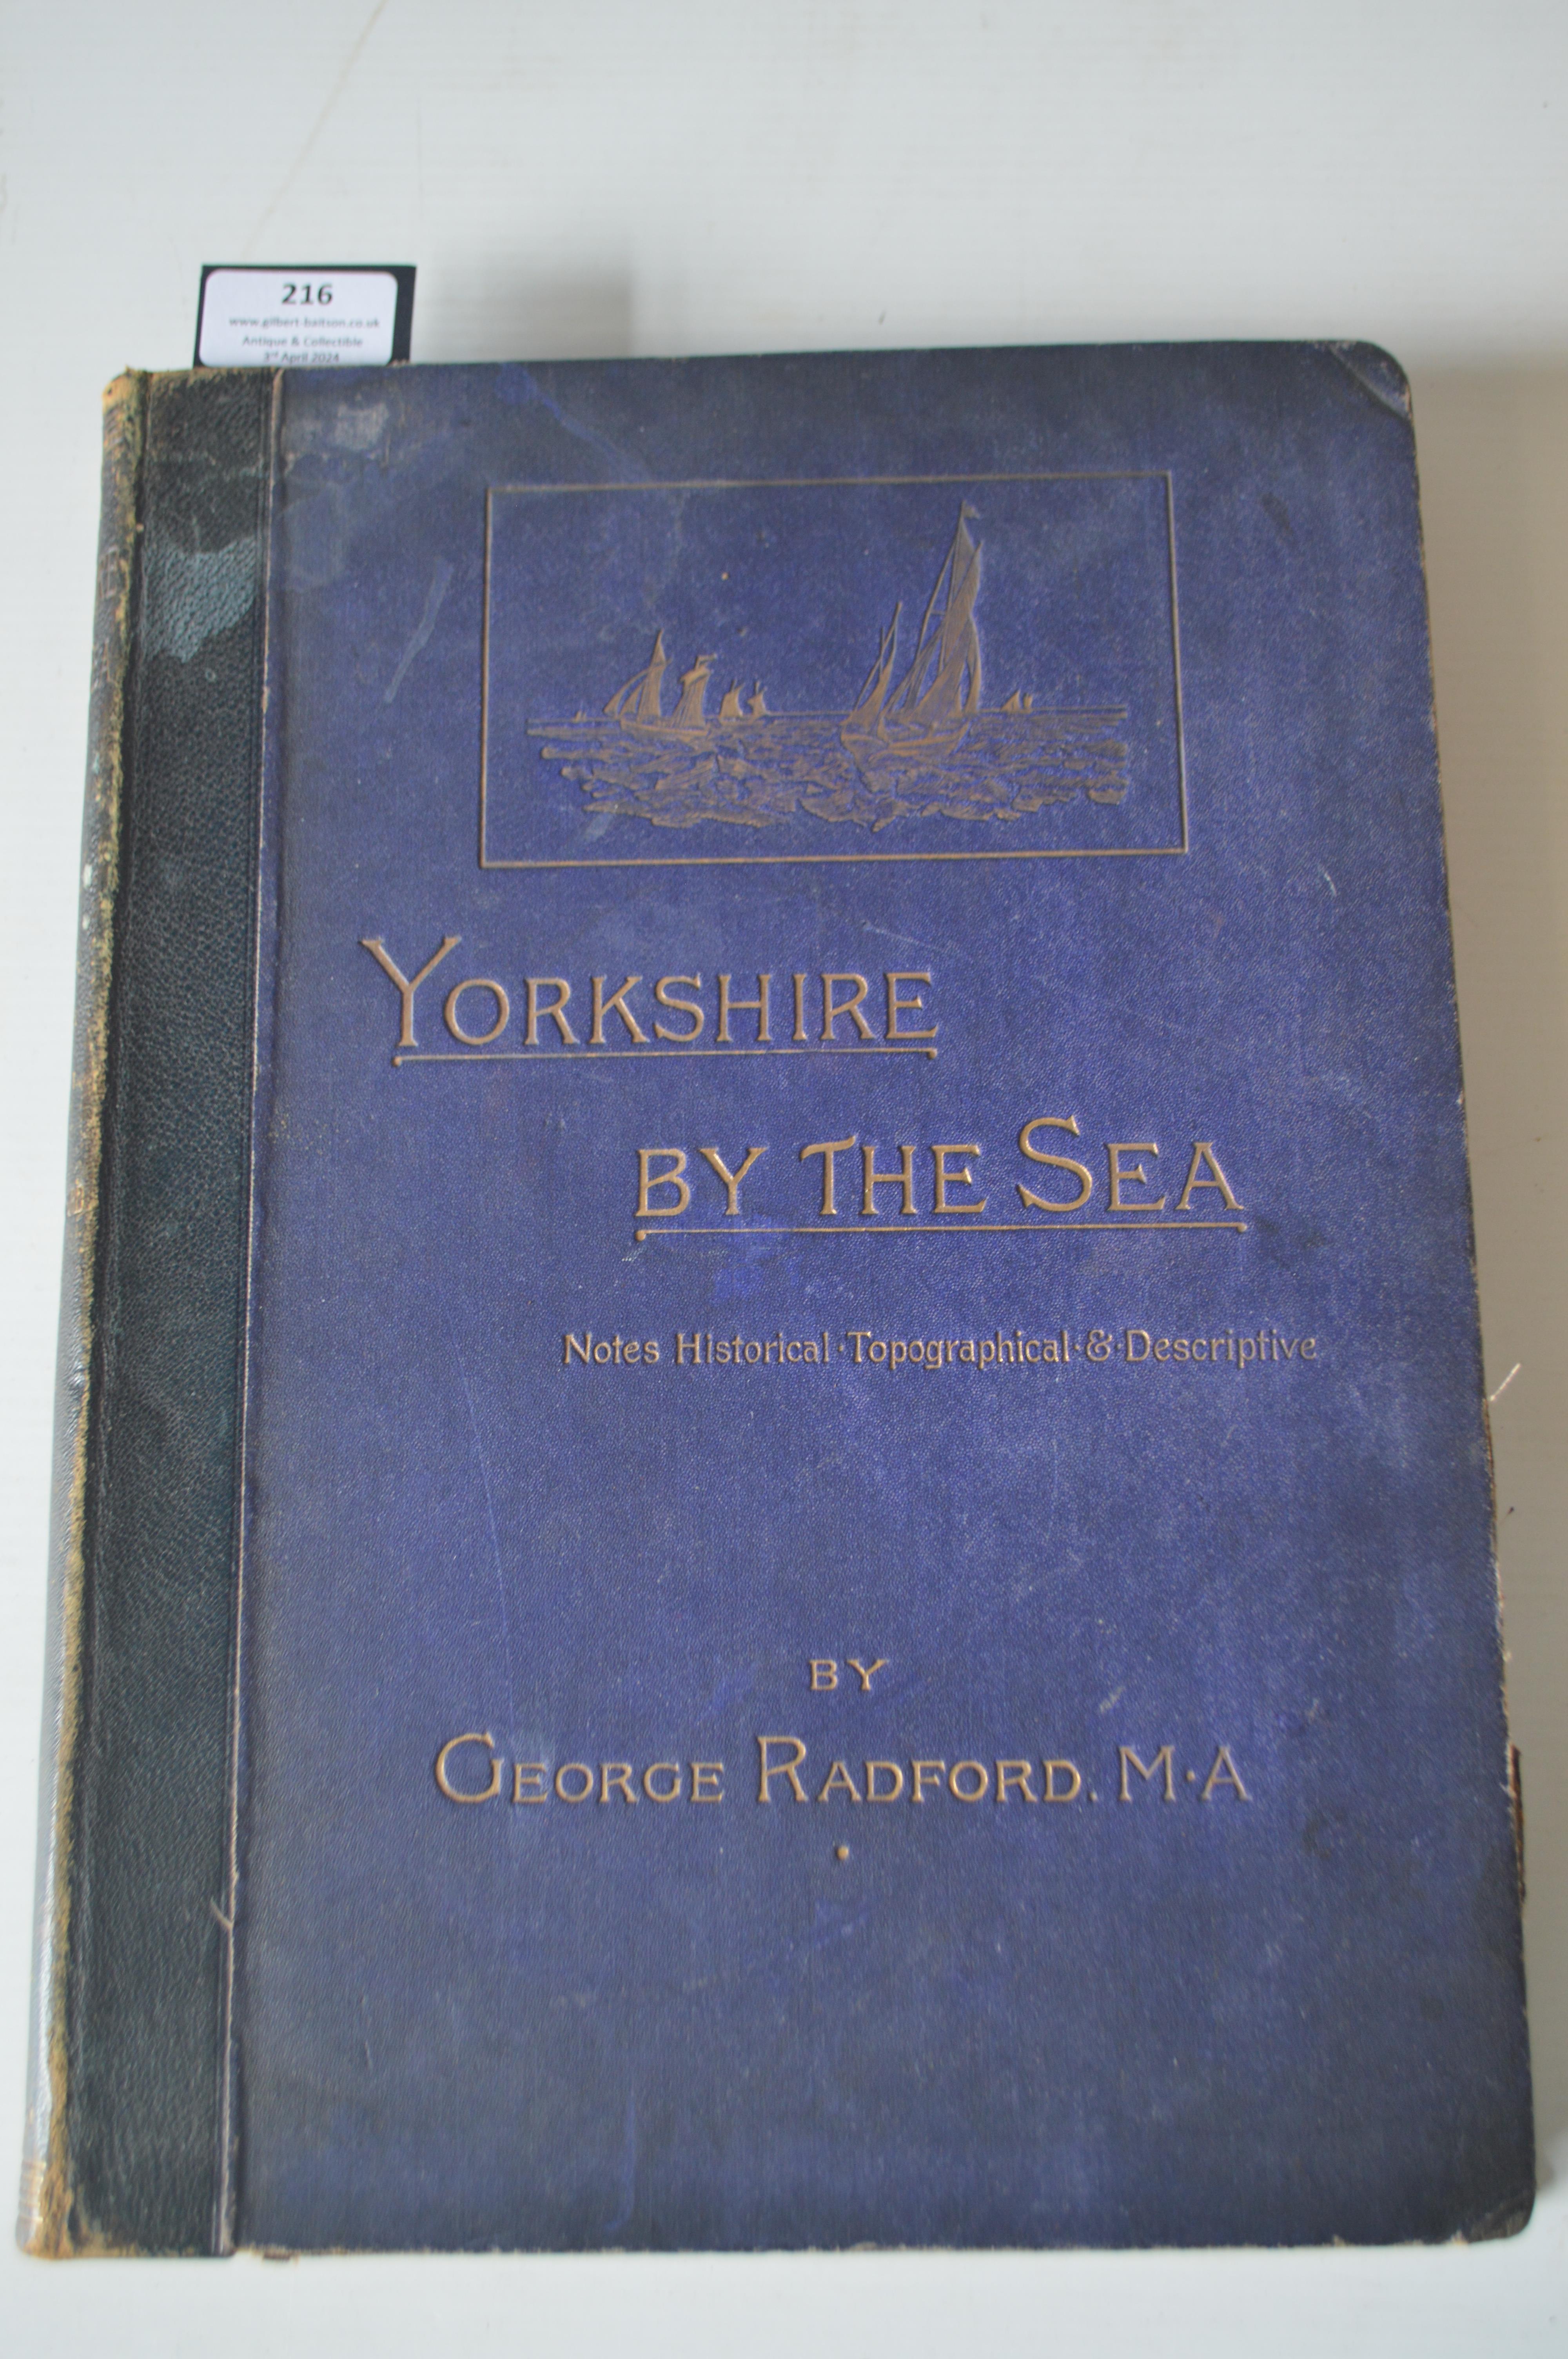 216
www.gilbert-baitson.co.uk
Antique & Collectible
3rd April 2024
YORKSHIRE
BY THE SEA
Notes Historical·Topographical·&·Descriptive
BY
GEORGE RADFORD. M·A